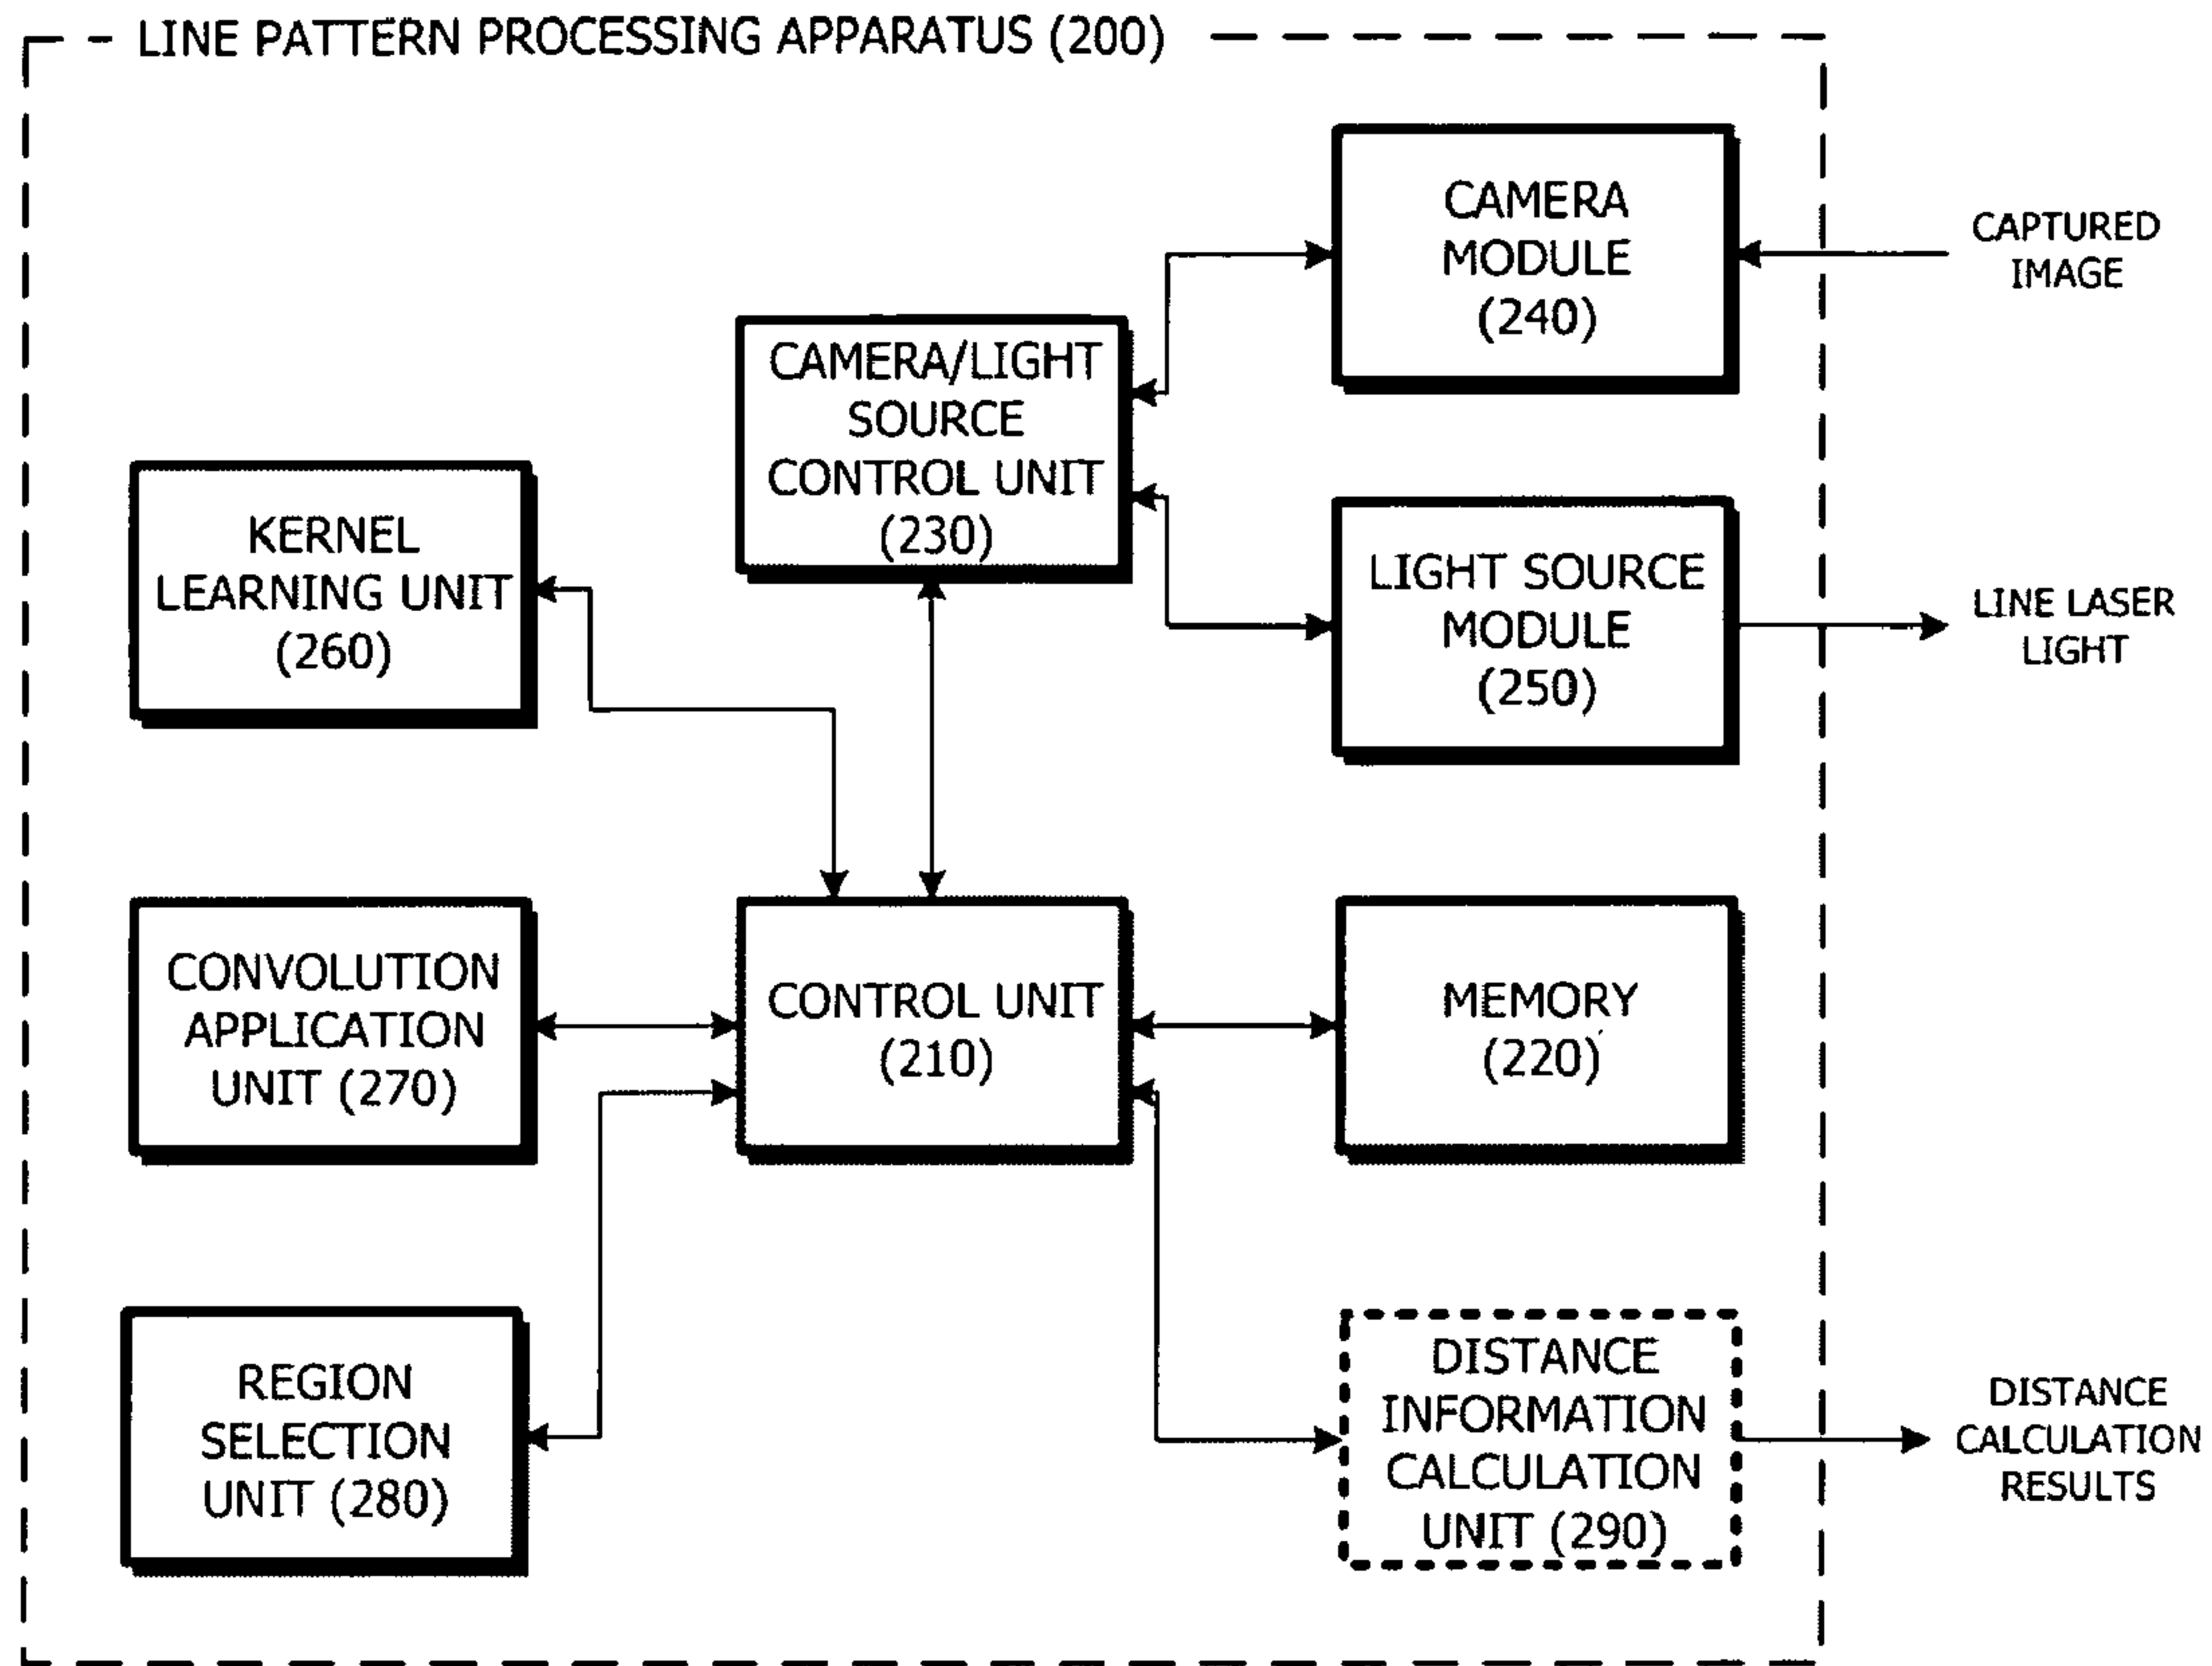 LINE PATTERN PROCESSING APPARATUS (200)
CAMERA
MODULE
(240)
CAPTURED
IMAGE
CAMERA/LIGHT
SOURCE
CONTROL UNIT
(230)
KERNEL
LEARNING UNIT
(260)
LIGHT SOURCE
MODULE
(250)
LINE LASER
LIGHT
CONVOLUTION
APPLICATION
UNIT (270)
CONTROL UNIT
(210)
MEMORY
(220)
REGION
SELECTION
UNIT (280)
DISTANCE
INFORMATION
CALCULATION
UNIT (290)
DISTANCE
CALCULATION
RESULTS